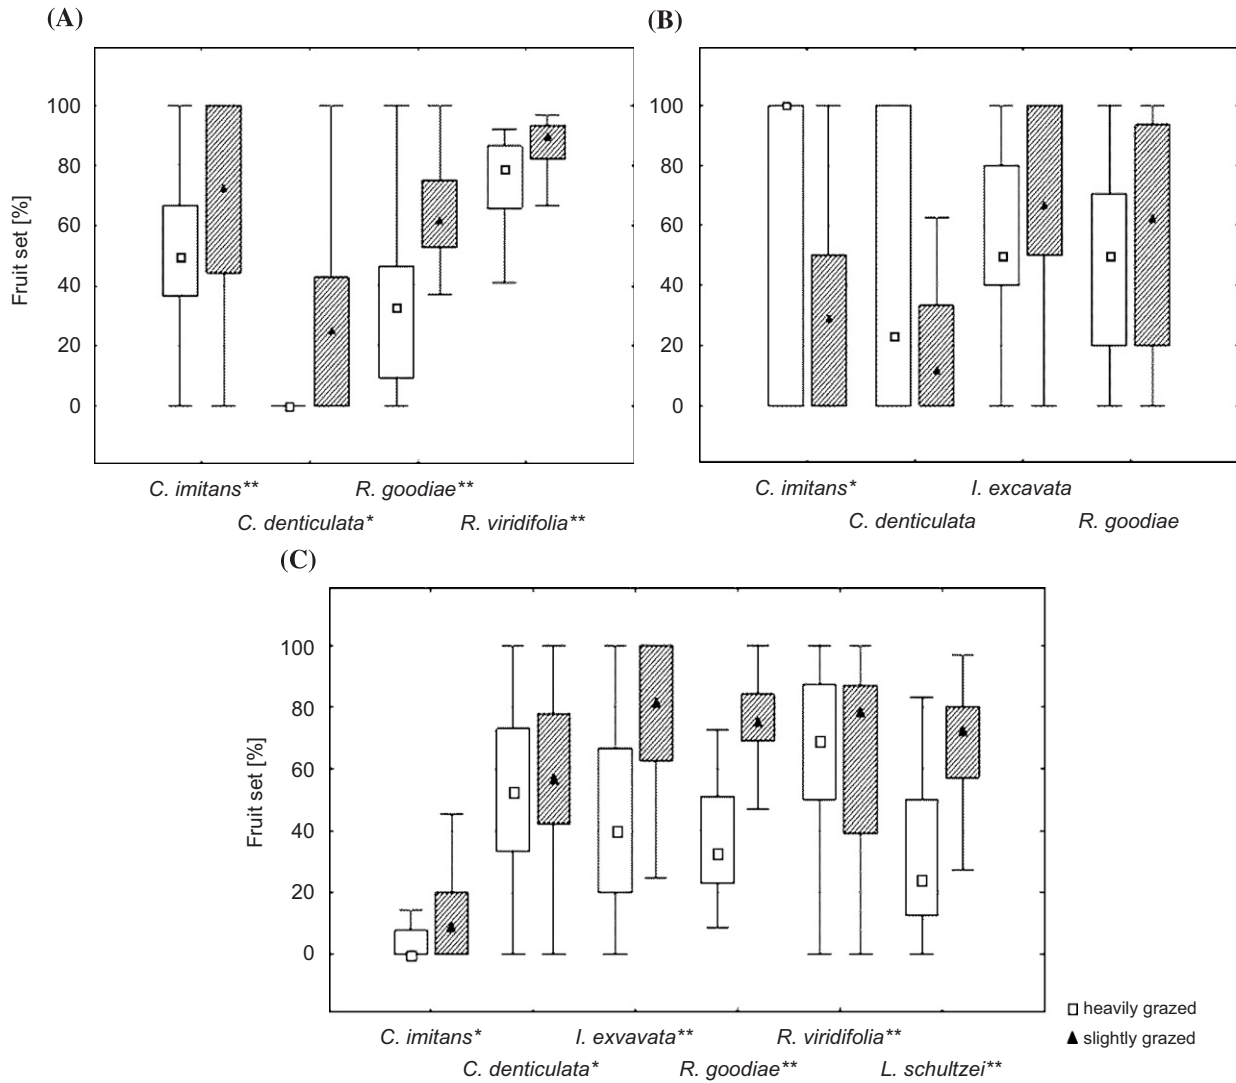 (A)
100
80
60
40
20
0
Fruit set [%]
C. imitans** R. goodiae**
C. denticulata* R. viridifolia**
(B)
100
80
60
40
20
0
C. imitans* I. excavata
C. denticulata R. goodiae
(C)
100
80
60
40
20
0
Fruit set [%]
C. imitans* I. exvavata** R. viridifolia**
C. denticulata* R. goodiae** L. schultzei**
heavily grazed
slightly grazed